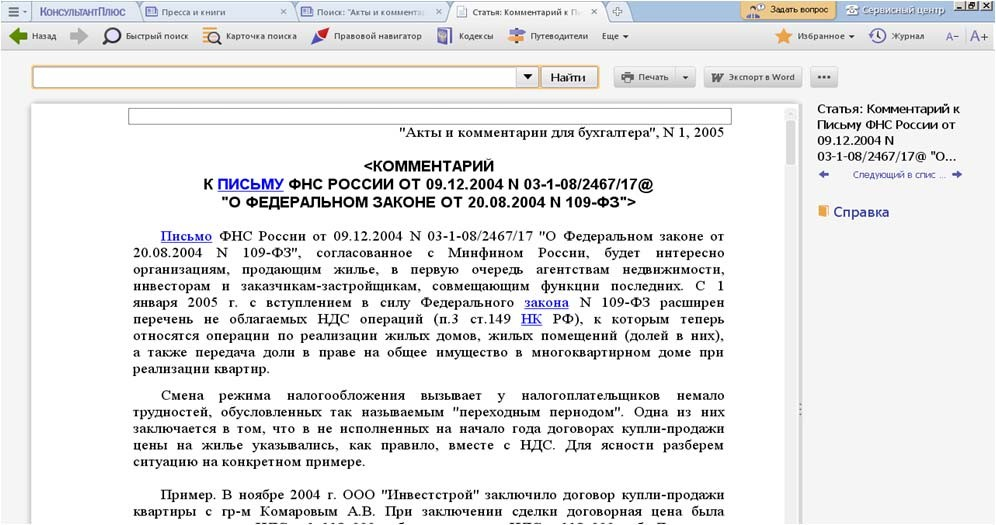 КОНСУЛЬТАНТПЛЮС
Пресса и книги
Поиск: "Акты и коммента
Статья: Комментарий к П
Задать вопрос
Сервисный центр
Назад
Быстрый поиск
Карточка поиска
Правовой навигатор
Кодексы
Путеводители
Еще
Избранное
Журнал
А-
А+
Найти
Печать
Экспорт в Word
"Акты и комментарии для бухгалтера", N 1, 2005
<КОММЕНТАРИЙ
К ПИСЬМУ ФНС РОССИИ ОТ 09.12.2004 N 03-1-08/2467/17@
"О ФЕДЕРАЛЬНОМ ЗАКОНЕ ОТ 20.08.2004 N 109-ФЗ">
Письмо ФНС России от 09.12.2004 N 03-1-08/2467/17 "О Федеральном законе от
20.08.2004 N 109-ФЗ", согласованное с Минфином России, будет интересно
организациям, продающим жилье, в первую очередь агентствам недвижимости,
инвесторам и заказчикам-застройщикам, совмещающим функции последних. С 1
января 2005 г. с вступлением в силу Федерального закона N 109-ФЗ расширен
перечень не облагаемых НДС операций (п.3 ст.149 НК РФ), к которым теперь
относятся операции по реализации жилых домов, жилых помещений (долей в них),
а также передача доли в праве на общее имущество в многоквартирном доме при
реализации квартир.
Смена режима налогообложения вызывает у налогоплательщиков немало
трудностей, обусловленных так называемым "переходным периодом". Одна из них
заключается в том, что в не исполненных на начало года договорах купли-продажи
цены на жилье указывались, как правило, вместе с НДС. Для ясности разберем
ситуацию на конкретном примере.
Пример. В ноябре 2004 г. ООО "Инвестстрой" заключило договор купли-продажи
квартиры с гр-м Комаровым А.В. При заключении сделки договорная цена была
Статья: Комментарий к
Письму ФНС России от
09.12.2004 N
03-1-08/2467/17@ "О...
Следующий в спис ...
Справка